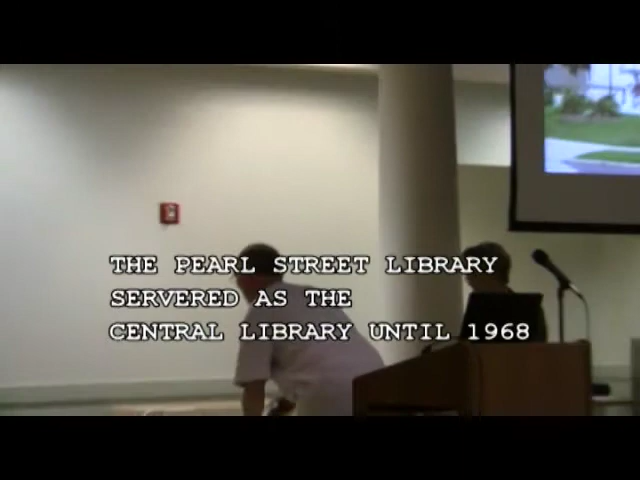 THE PEARL STREET LIBRARY
SERVERED AS THE
CENTRAL LIBRARY UNTIL 1968